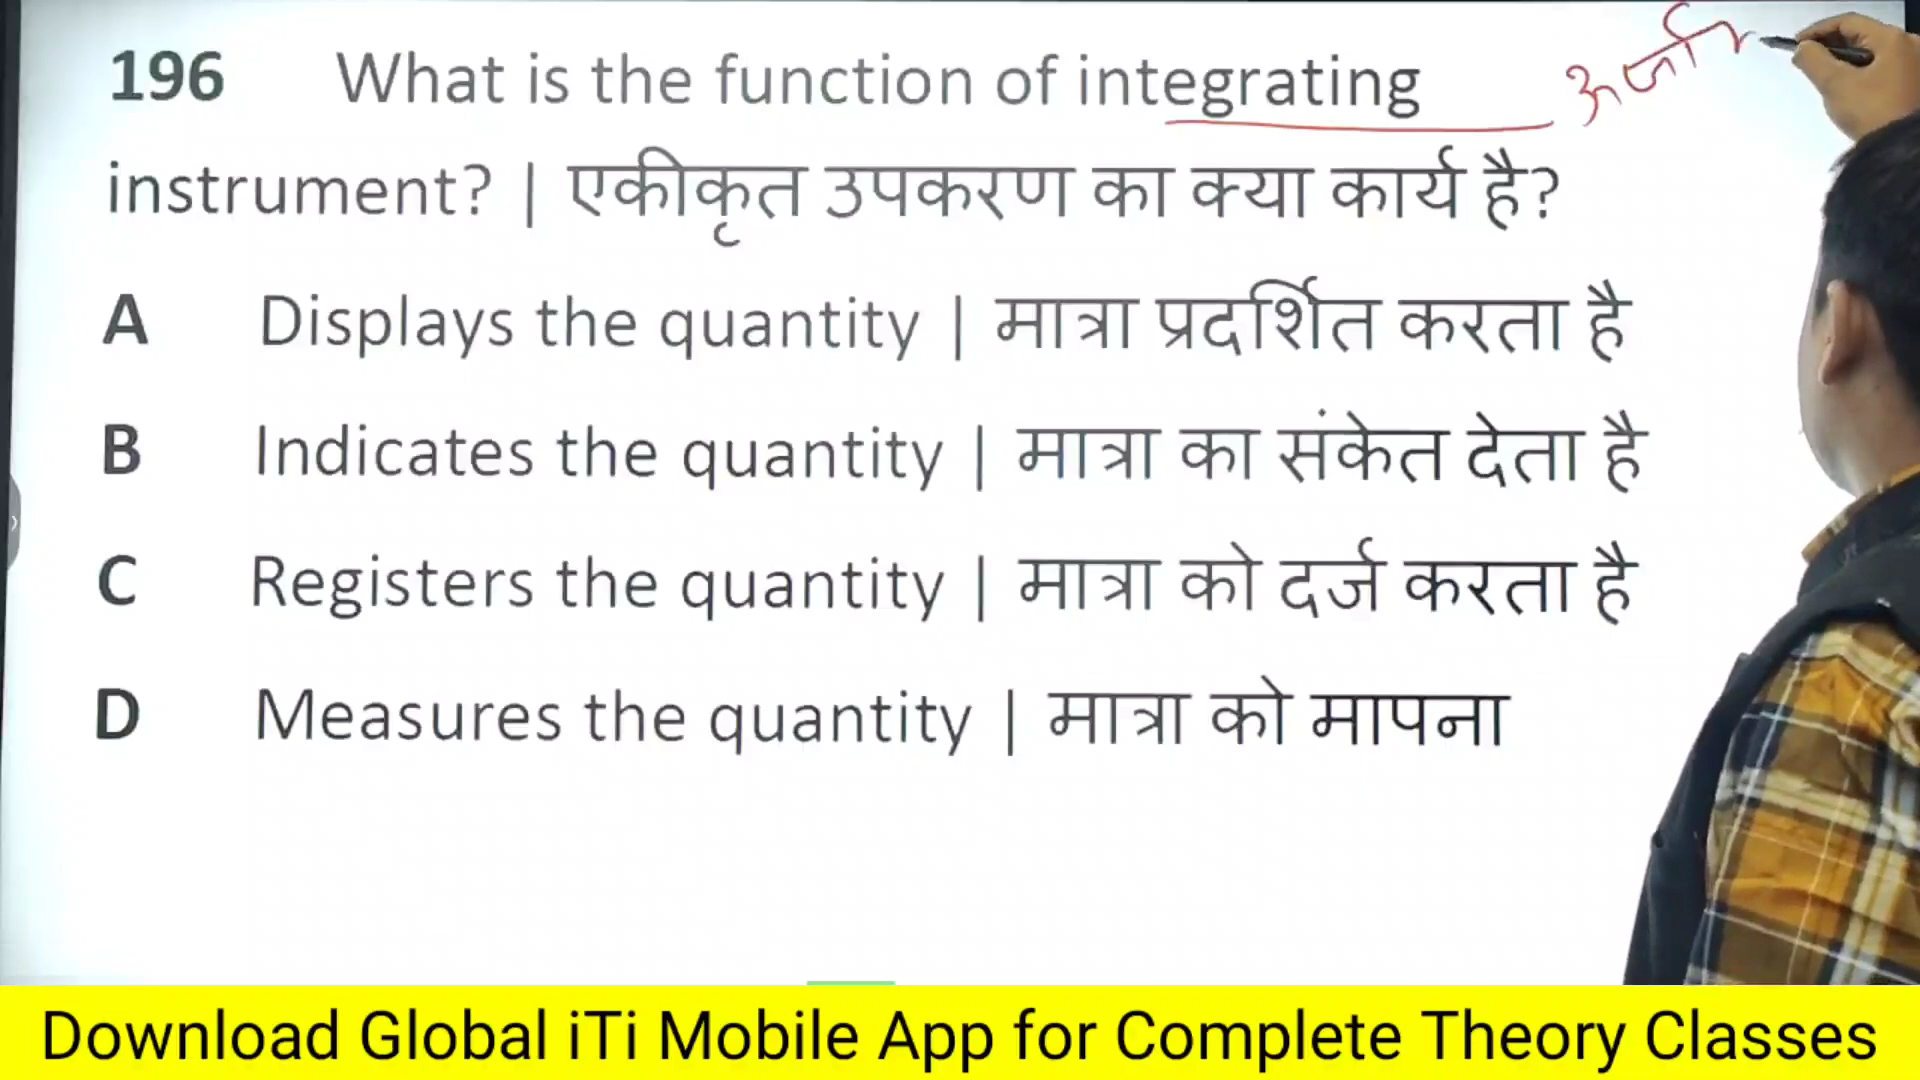 196 What is the function of integrating
instrument? | एकीकृत उपकरण का क्या कार्य है?
A Displays the quantity | मात्रा प्रदर्शित करता है
B Indicates the quantity | मात्रा का संकेत देता है
C Registers the quantity | मात्रा को दर्ज करता है
D Measures the quantity | मात्रा को मापना
Download Global iTi Mobile App for Complete Theory Classes